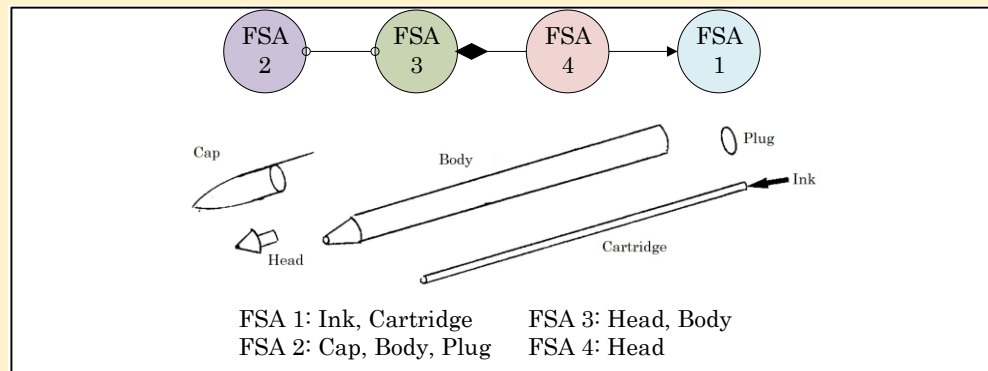 FSA
2
FSA
3
FSA
4
FSA
1
Cap
Body
Plug
Ink
Head
Cartridge
FSA 1: Ink, Cartridge
FSA 3: Head, Body
FSA 2: Cap, Body, Plug
FSA 4: Head